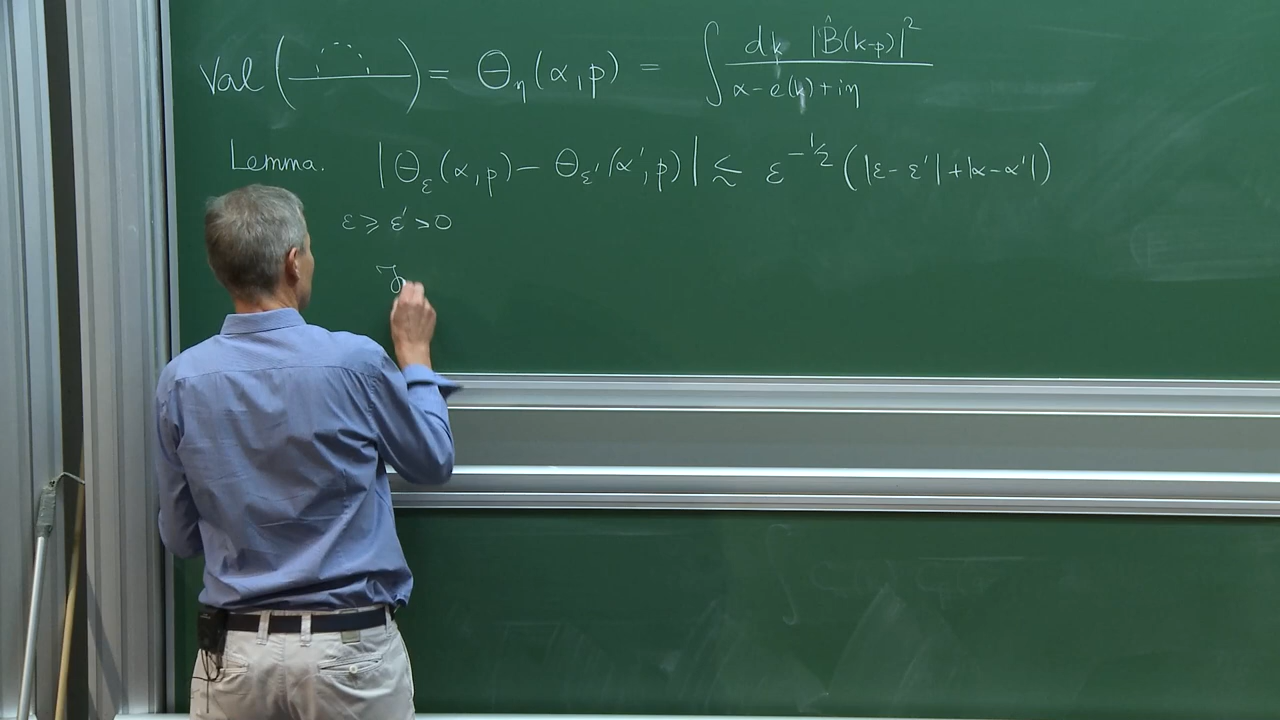 Val ( ) = Θ_η(α,p) = ∫ dk |B̂(k-p)|² / α-e(k)+iη
Lemma. |Θ_ε(α,p) - Θ_ε'(α',p)| ≲ ε^{-1/2} (|ε-ε'| + |α-α'|)
ε ⩾ ε' > 0